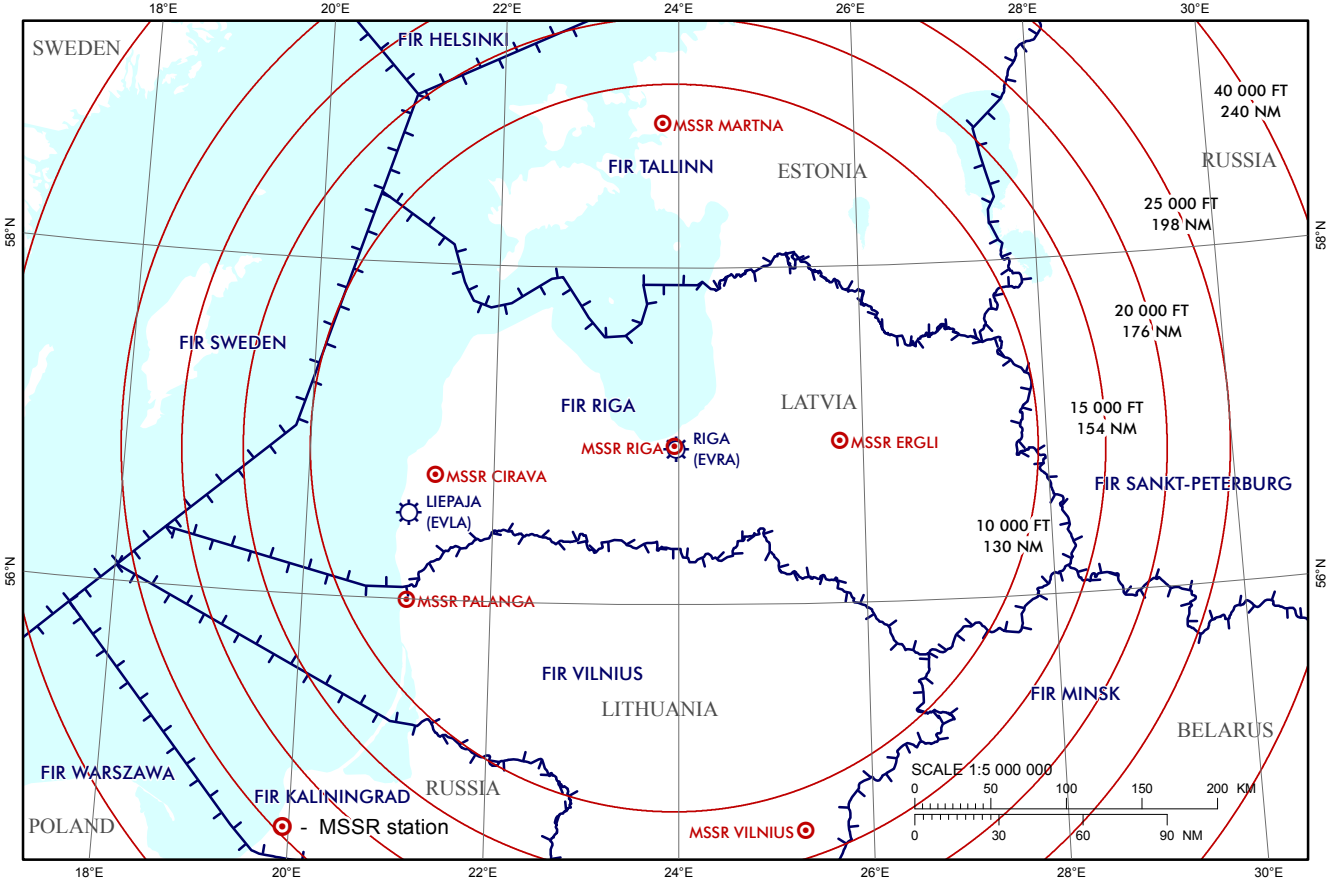 18°E
20°E
22°E
24°E
26°E
28°E
30°E
SWEDEN
FIR HELSINKI
40 000 FT
240 NM
MSSR MARTNA
FIR TALLINN
ESTONIA
RUSSIA
25 000 FT
198 NM
58°N
58°N
20 000 FT
176 NM
FIR SWEDEN
FIR RIGA
LATVIA
15 000 FT
154 NM
MSSR RIGA
RIGA
(EVRA)
MSSR ERGLI
MSSR CIRAVA
FIR SANKT-PETERBURG
LIEPAJA
(EVLA)
10 000 FT
130 NM
56°N
56°N
MSSR PALANGA
FIR VILNIUS
LITHUANIA
FIR MINSK
BELARUS
FIR WARSZAWA
RUSSIA
FIR KALININGRAD
POLAND
- MSSR station
MSSR VILNIUS
SCALE 1:5 000 000
0 50 100 150 200 KM
0 30 60 90 NM
18°E
20°E
22°E
24°E
26°E
28°E
30°E